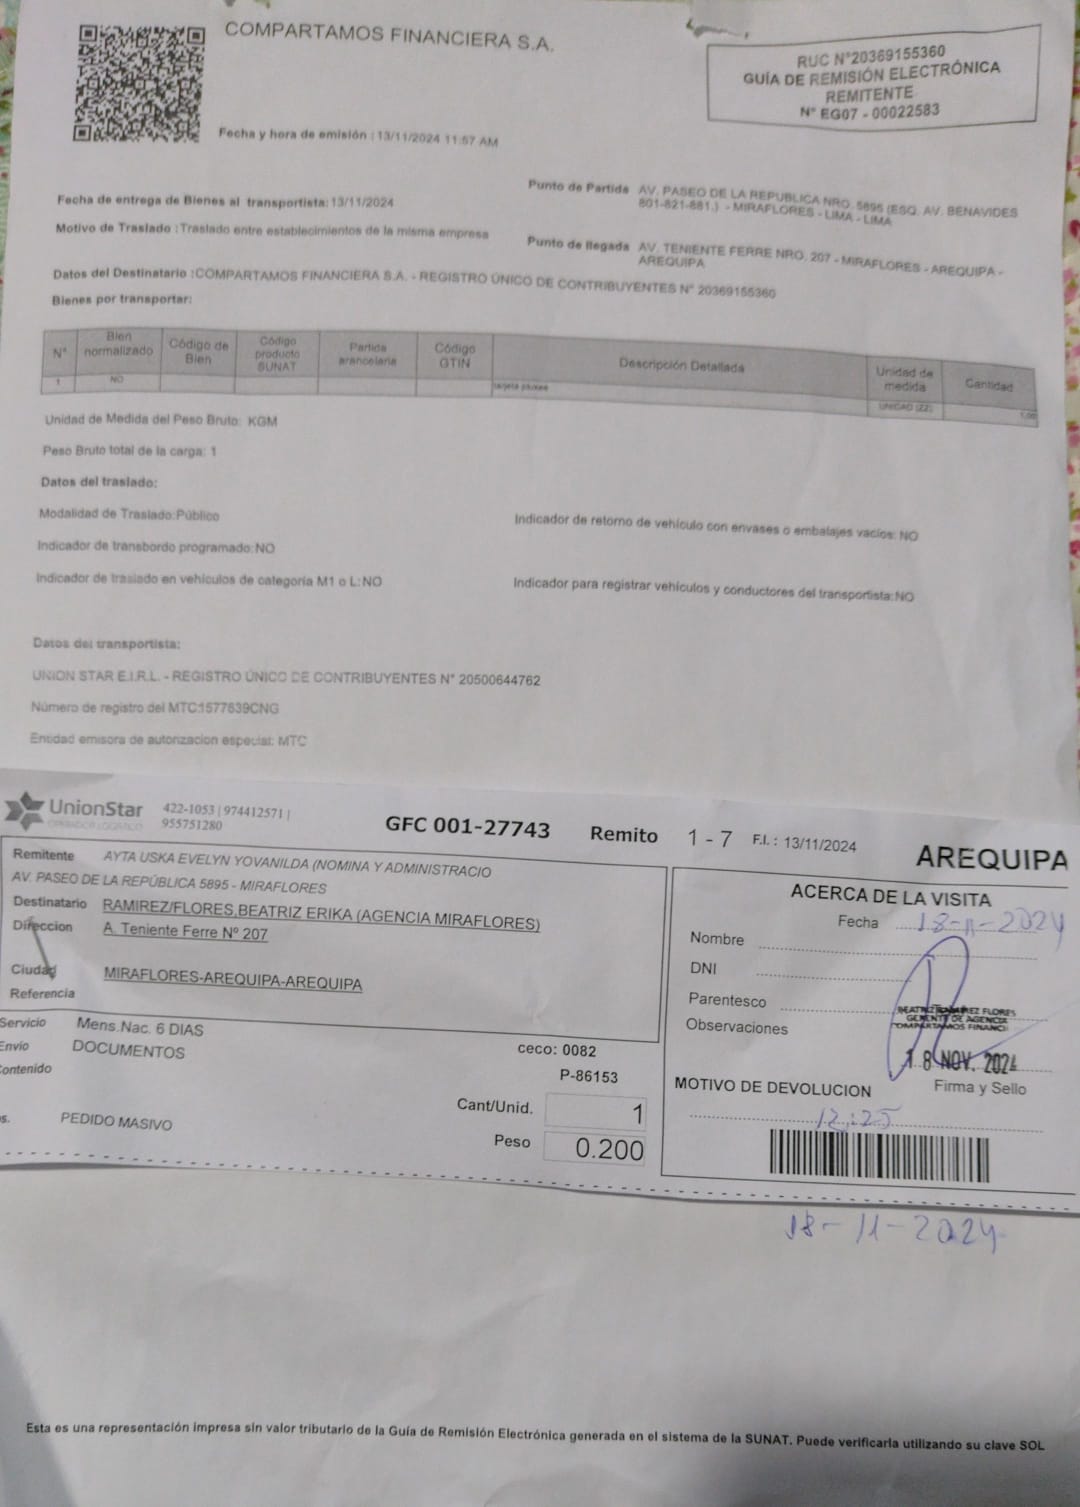 COMPARTAMOS FINANCIERA S.A.
RUC N°20369155360
GUÍA DE REMISIÓN ELECTRÓNICA
REMITENTE
N° EG07 - 00022583
Fecha y hora de emisión : 13/11/2024 11:57 AM
Fecha de entrega de Bienes al transportista:13/11/2024
Motivo de Traslado :Traslado entre establecimientos de la misma empresa
Punto de Partida AV. PASEO DE LA REPUBLICA NRO. 5895 (ESQ. AV. BENAVIDES
801-821-881.) - MIRAFLORES - LIMA - LIMA
Punto de llegada AV. TENIENTE FERRE NRO. 207 - MIRAFLORES - AREQUIPA -
AREQUIPA
Datos del Destinatario :COMPARTAMOS FINANCIERA S.A. - REGISTRO ÚNICO DE CONTRIBUYENTES N° 20369155360
Bienes por transportar:
N° Bien normalizado Código de Bien Código producto SUNAT Partida arancelaria Código GTIN Descripción Detallada Unidad de medida Cantidad
1 NO tarjeta UNIDAD (ZZ) 1.00
Unidad de Medida del Peso Bruto: KGM
Peso Bruto total de la carga: 1
Datos del traslado:
Modalidad de Traslado:Público
Indicador de retorno de vehículo con envases o embalajes vacíos: NO
Indicador de transbordo programado:NO
Indicador de traslado en vehículos de categoría M1 o L:NO
Indicador para registrar vehículos y conductores del transportista:NO
Datos del transportista:
UNION STAR E.I.R.L. - REGISTRO ÚNICO DE CONTRIBUYENTES N° 20500644762
Número de registro del MTC:1577639CNG
Entidad emisora de autorizacion especial: MTC
UnionStar
OPERADOR LOGISTICO
422-1053 | 974412571 |
955751280
GFC 001-27743 Remito 1 - 7 F.I. : 13/11/2024
AREQUIPA
Remitente AYTA USKA EVELYN YOVANILDA (NOMINA Y ADMINISTRACIO
AV. PASEO DE LA REPÚBLICA 5895 - MIRAFLORES
Destinatario RAMIREZ/FLORES,BEATRIZ ERIKA (AGENCIA MIRAFLORES)
Direccion A. Teniente Ferre Nº 207
Ciudad MIRAFLORES-AREQUIPA-AREQUIPA
Referencia
Servicio Mens.Nac. 6 DIAS
Envio DOCUMENTOS
Contenido
ceco: 0082
P-86153
Cant/Unid. 1
s. PEDIDO MASIVO
Peso 0.200
ACERCA DE LA VISITA
Fecha 18-11-2024
Nombre
DNI
Parentesco
Observaciones
BEATRIZ RAMIREZ FLORES
GERENTE DE AGENCIA
COMPARTAMOS FINANCI
18 NOV. 2024
Firma y Sello
MOTIVO DE DEVOLUCION
12:25
18-11-2024
Esta es una representación impresa sin valor tributario de la Guía de Remisión Electrónica generada en el sistema de la SUNAT. Puede verificarla utilizando su clave SOL